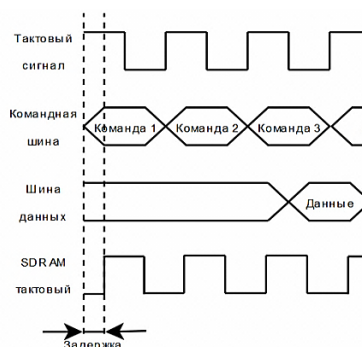 Тактовый
сигнал
Командная
шина
Команда 1
Команда 2
Команда 3
Шина
данных
Данные
SDRAM
тактовый
Задержка